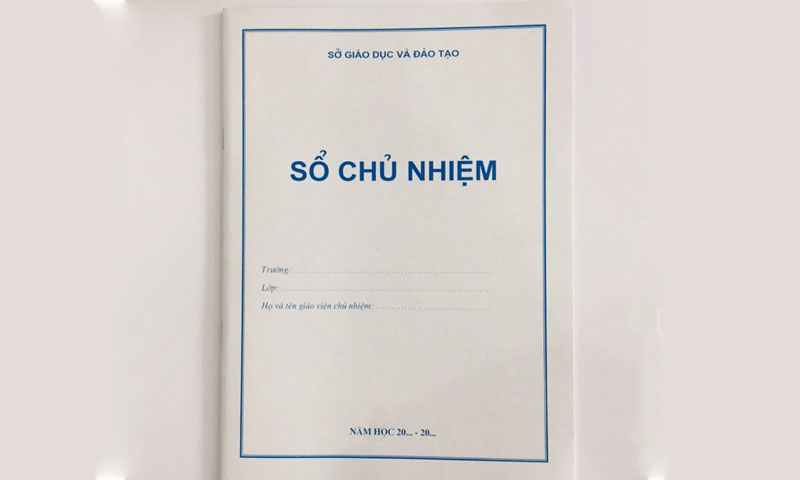 SỞ GIÁO DỤC VÀ ĐÀO TẠO
SỔ CHỦ NHIỆM
Trường: ........................................................
Lớp: ............................................................
Họ và tên giáo viên chủ nhiệm: ................................
NĂM HỌC 20... - 20...